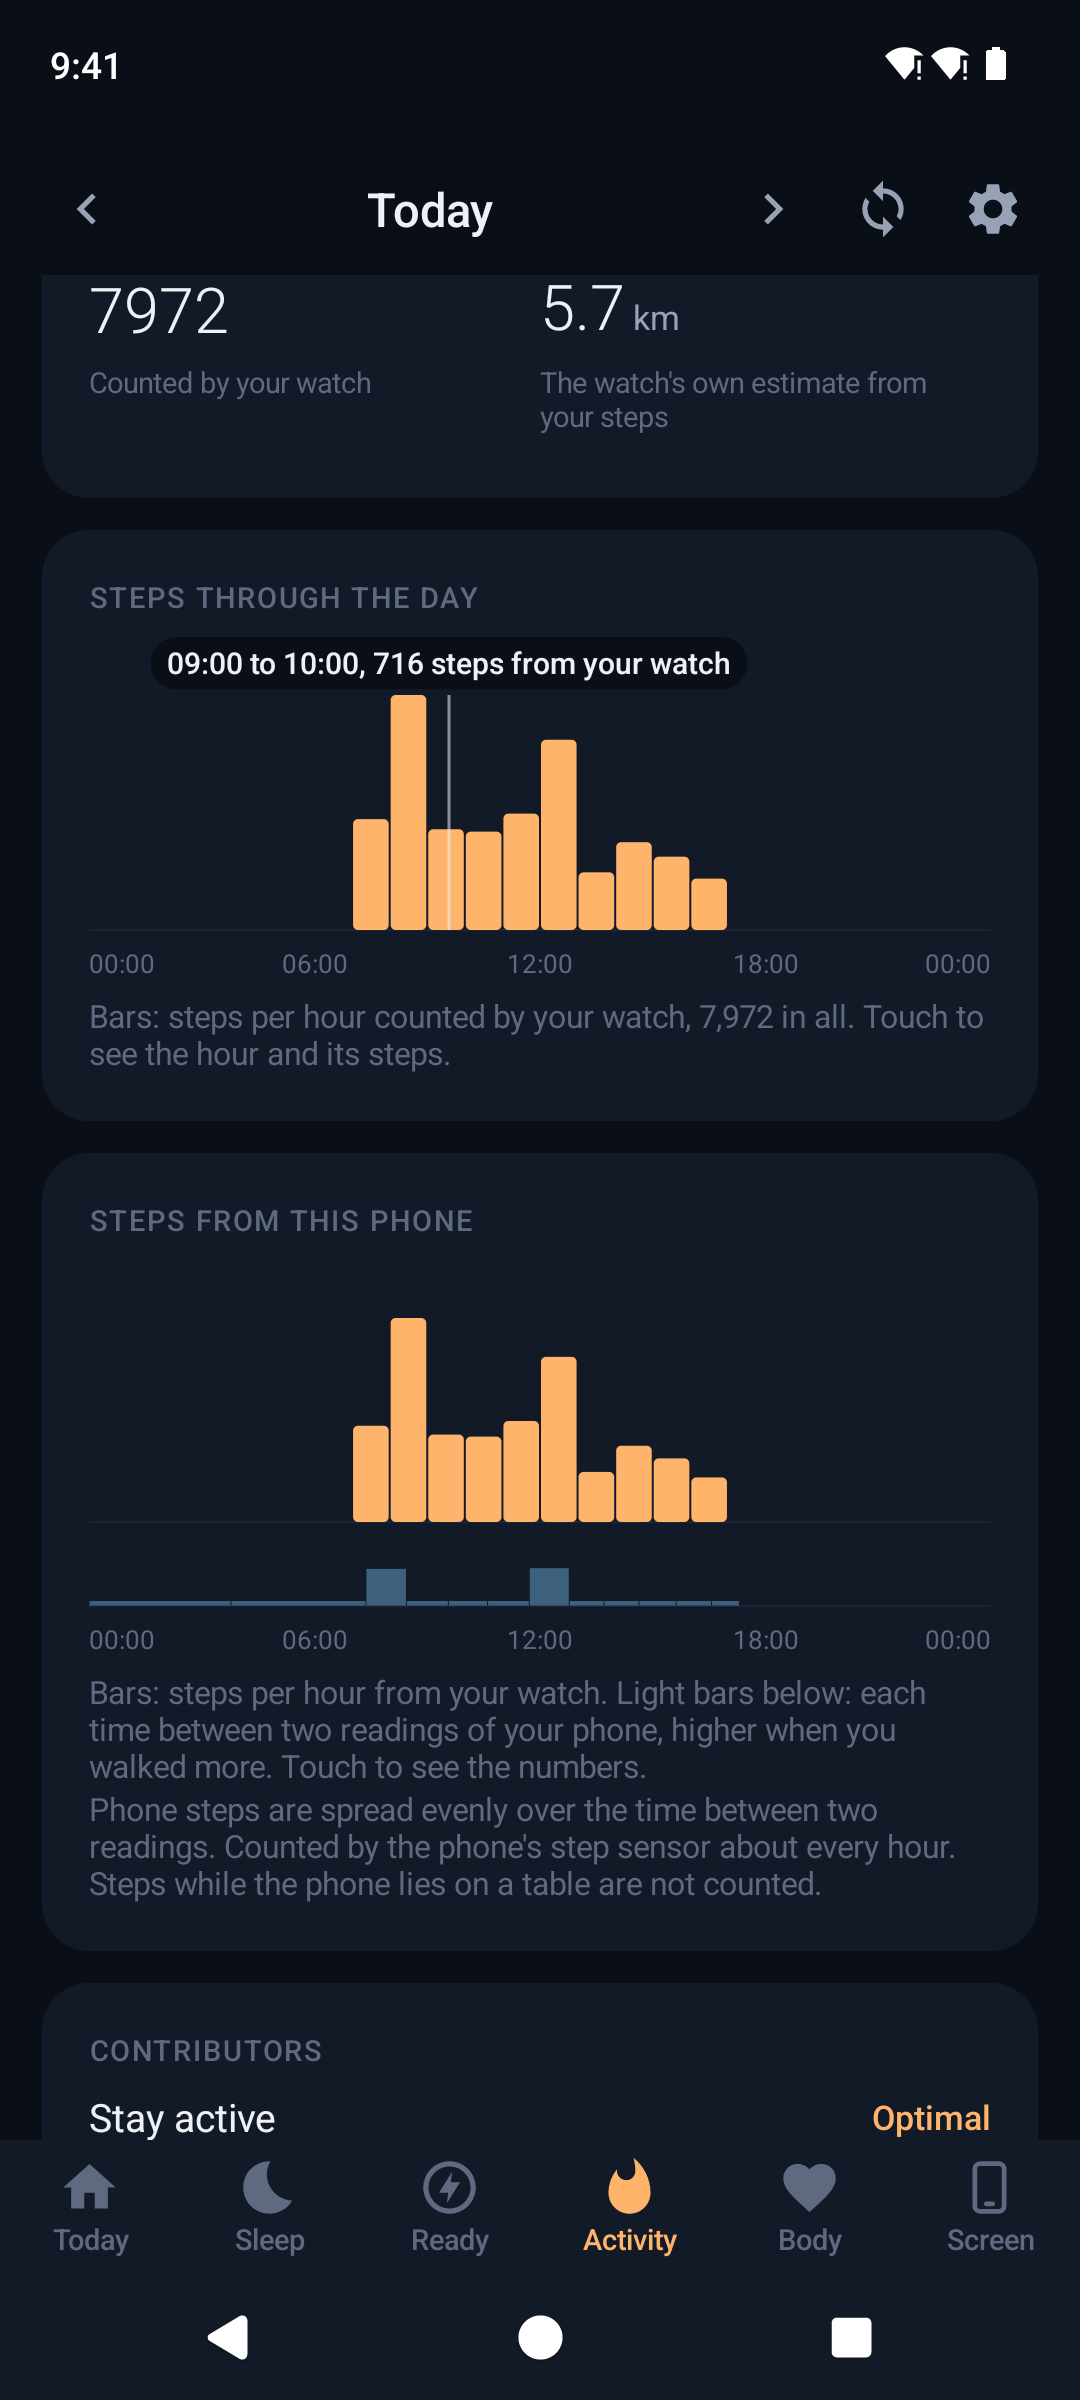 9:41
Today
7972
5.7 km
Counted by your watch
The watch's own estimate from
your steps
STEPS THROUGH THE DAY
09:00 to 10:00, 716 steps from your watch
00:00 06:00 12:00 18:00 00:00
Bars: steps per hour counted by your watch, 7,972 in all. Touch to
see the hour and its steps.
STEPS FROM THIS PHONE
00:00 06:00 12:00 18:00 00:00
Bars: steps per hour from your watch. Light bars below: each
time between two readings of your phone, higher when you
walked more. Touch to see the numbers.
Phone steps are spread evenly over the time between two
readings. Counted by the phone's step sensor about every hour.
Steps while the phone lies on a table are not counted.
CONTRIBUTORS
Stay active Optimal
Today Sleep Ready Activity Body Screen